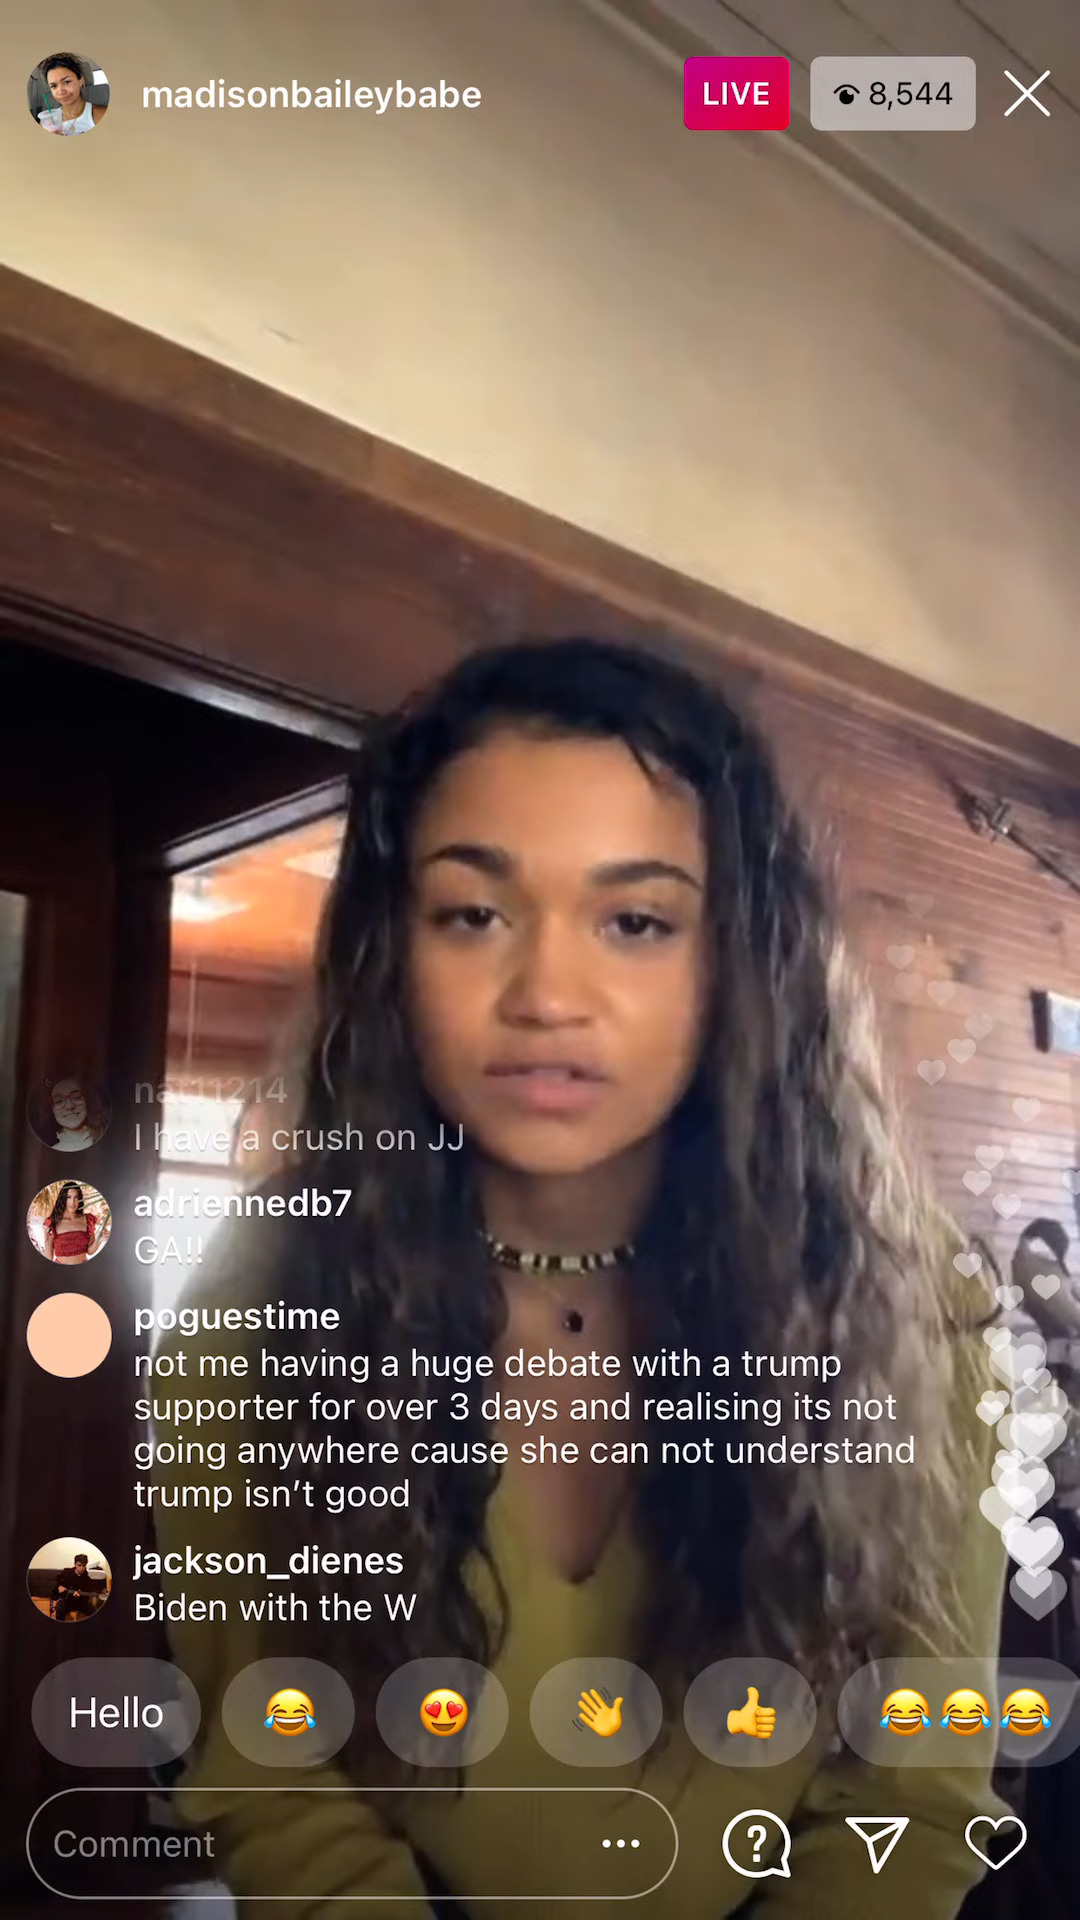 madisonbaileybabe
LIVE
8,544
nat11214
I have a crush on JJ
adriennedb7
GA!!
poguestime
not me having a huge debate with a trump
supporter for over 3 days and realising its not
going anywhere cause she can not understand
trump isn't good
jackson_dienes
Biden with the W
Hello
Comment